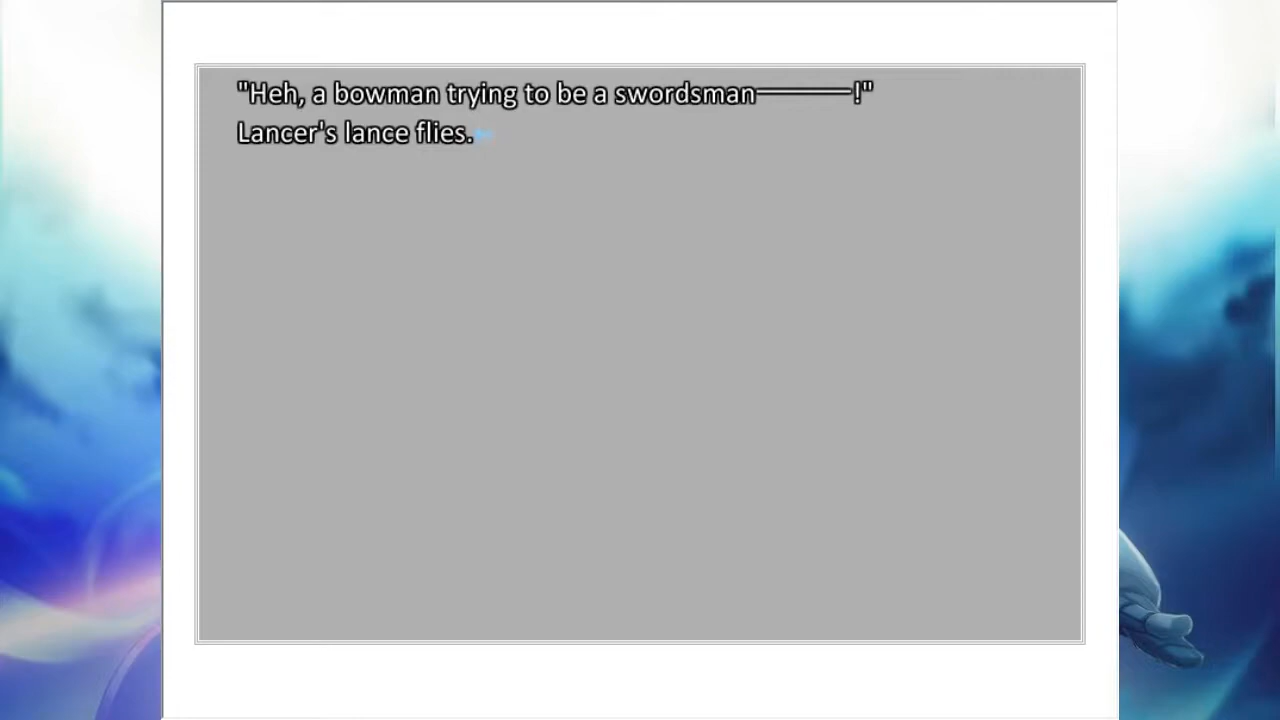 "Heh, a bowman trying to be a swordsman――――!"
Lancer's lance flies.